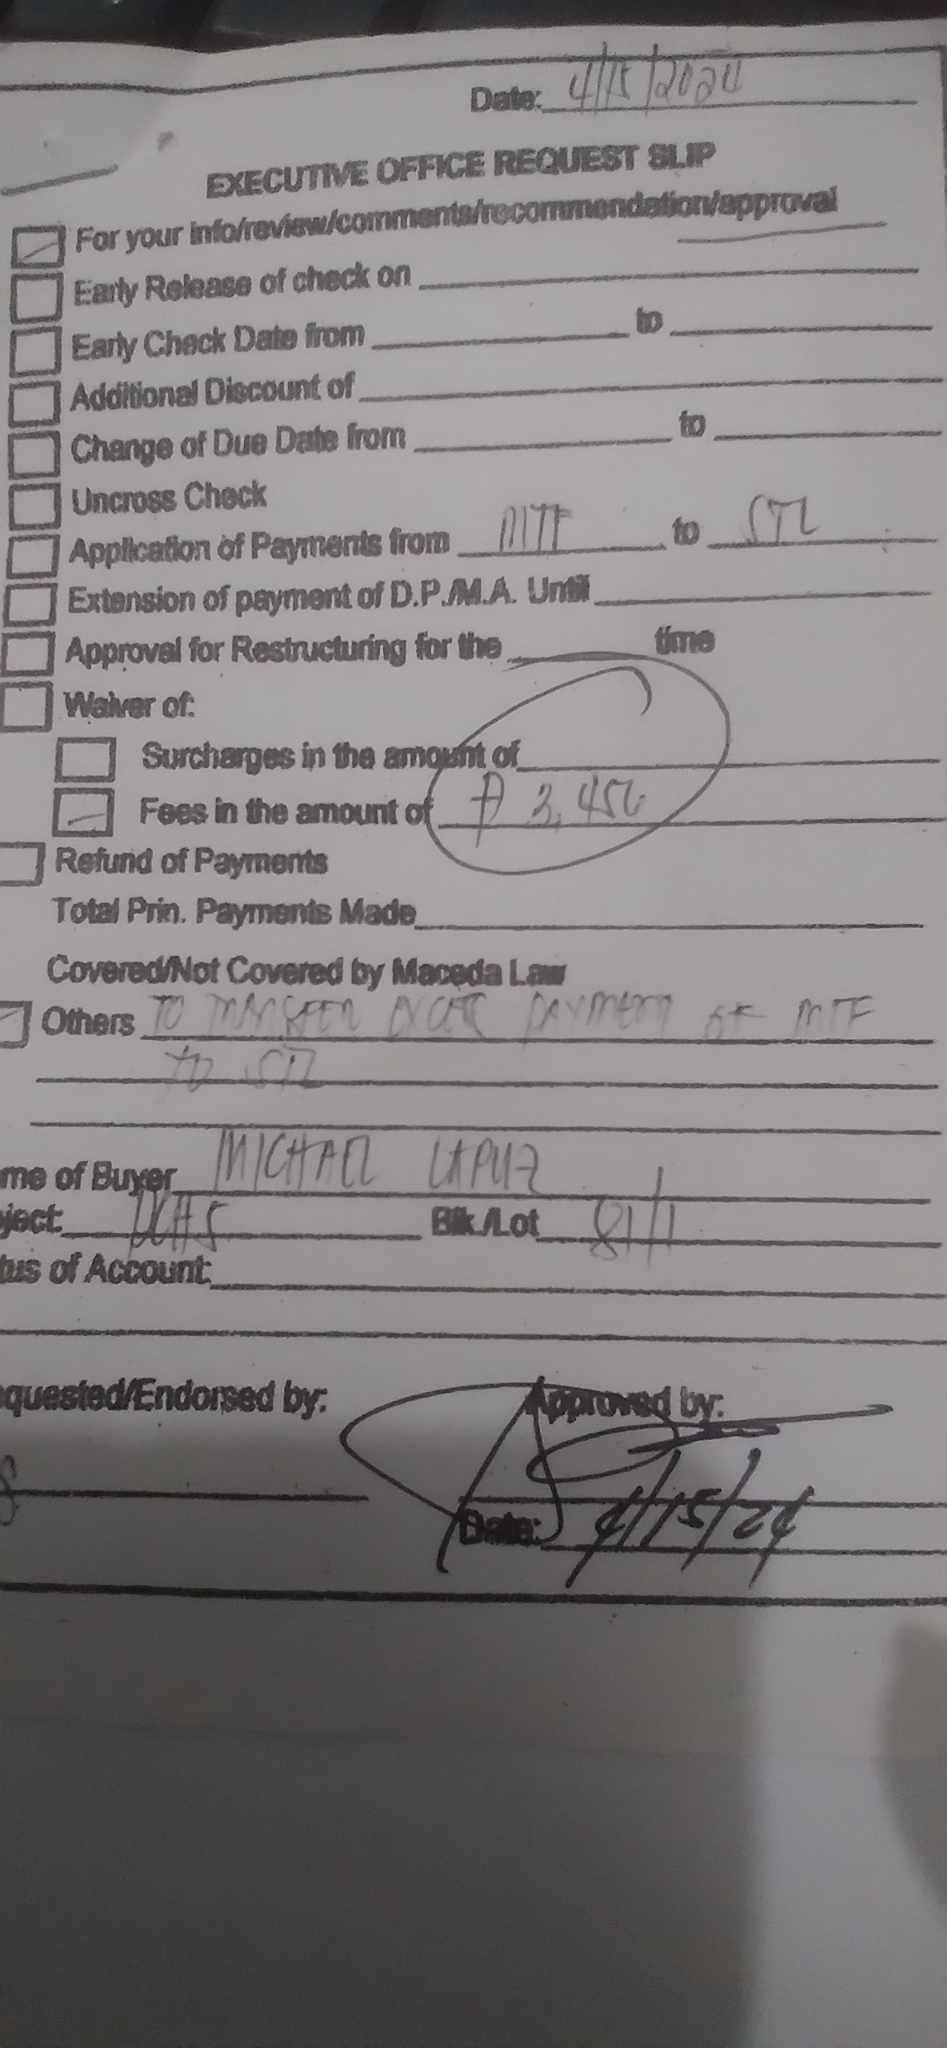 Date: 4/15/2024
EXECUTIVE OFFICE REQUEST SLIP
For your info/review/comments/recommendation/approval
Early Release of check on
Early Check Date from to
Additional Discount of
Change of Due Date from to
Uncross Check
Application of Payments from MTF to STL
Extension of payment of D.P./M.A. Until
Approval for Restructuring for the time
Waiver of:
Surcharges in the amount of
Fees in the amount of ₱ 3,456
Refund of Payments
Total Prin. Payments Made
Covered/Not Covered by Maceda Law
Others TO TRANSFER EXCESS PAYMENT OF MTF
to STL
me of Buyer MICHAEL LAPUZ
ject: Blk./Lot 81/1
tus of Account:
quested/Endorsed by: Approved by:
Date: 4/15/24